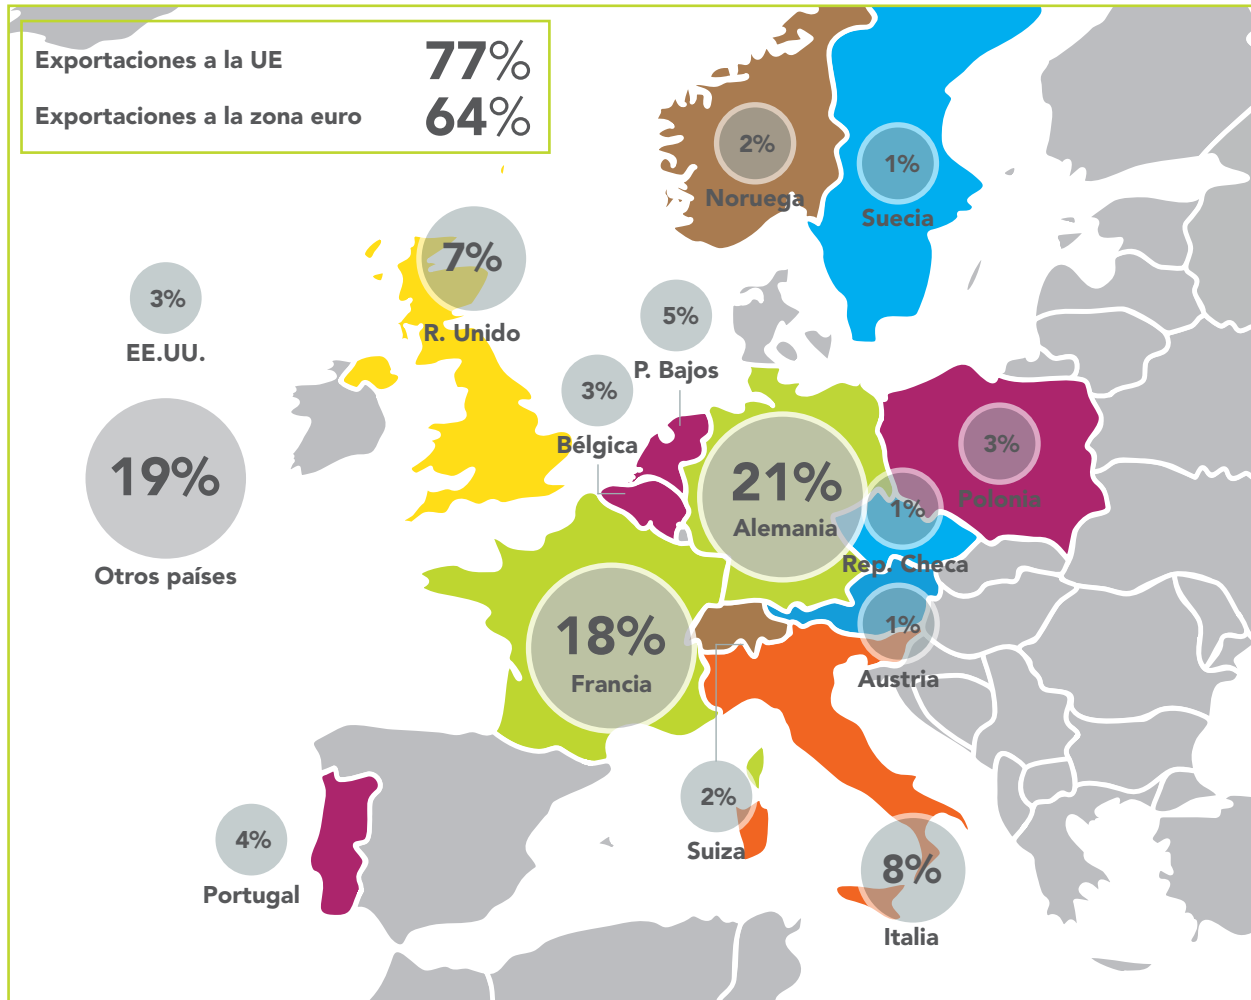 Exportaciones a la UE 77%
Exportaciones a la zona euro 64%
2%
Noruega
1%
Suecia
7%
R. Unido
3%
EE.UU.
5%
P. Bajos
3%
Bélgica
19%
Otros países
21%
Alemania
3%
Polonia
1%
Rep. Checa
18%
Francia
1%
Austria
2%
Suiza
4%
Portugal
8%
Italia